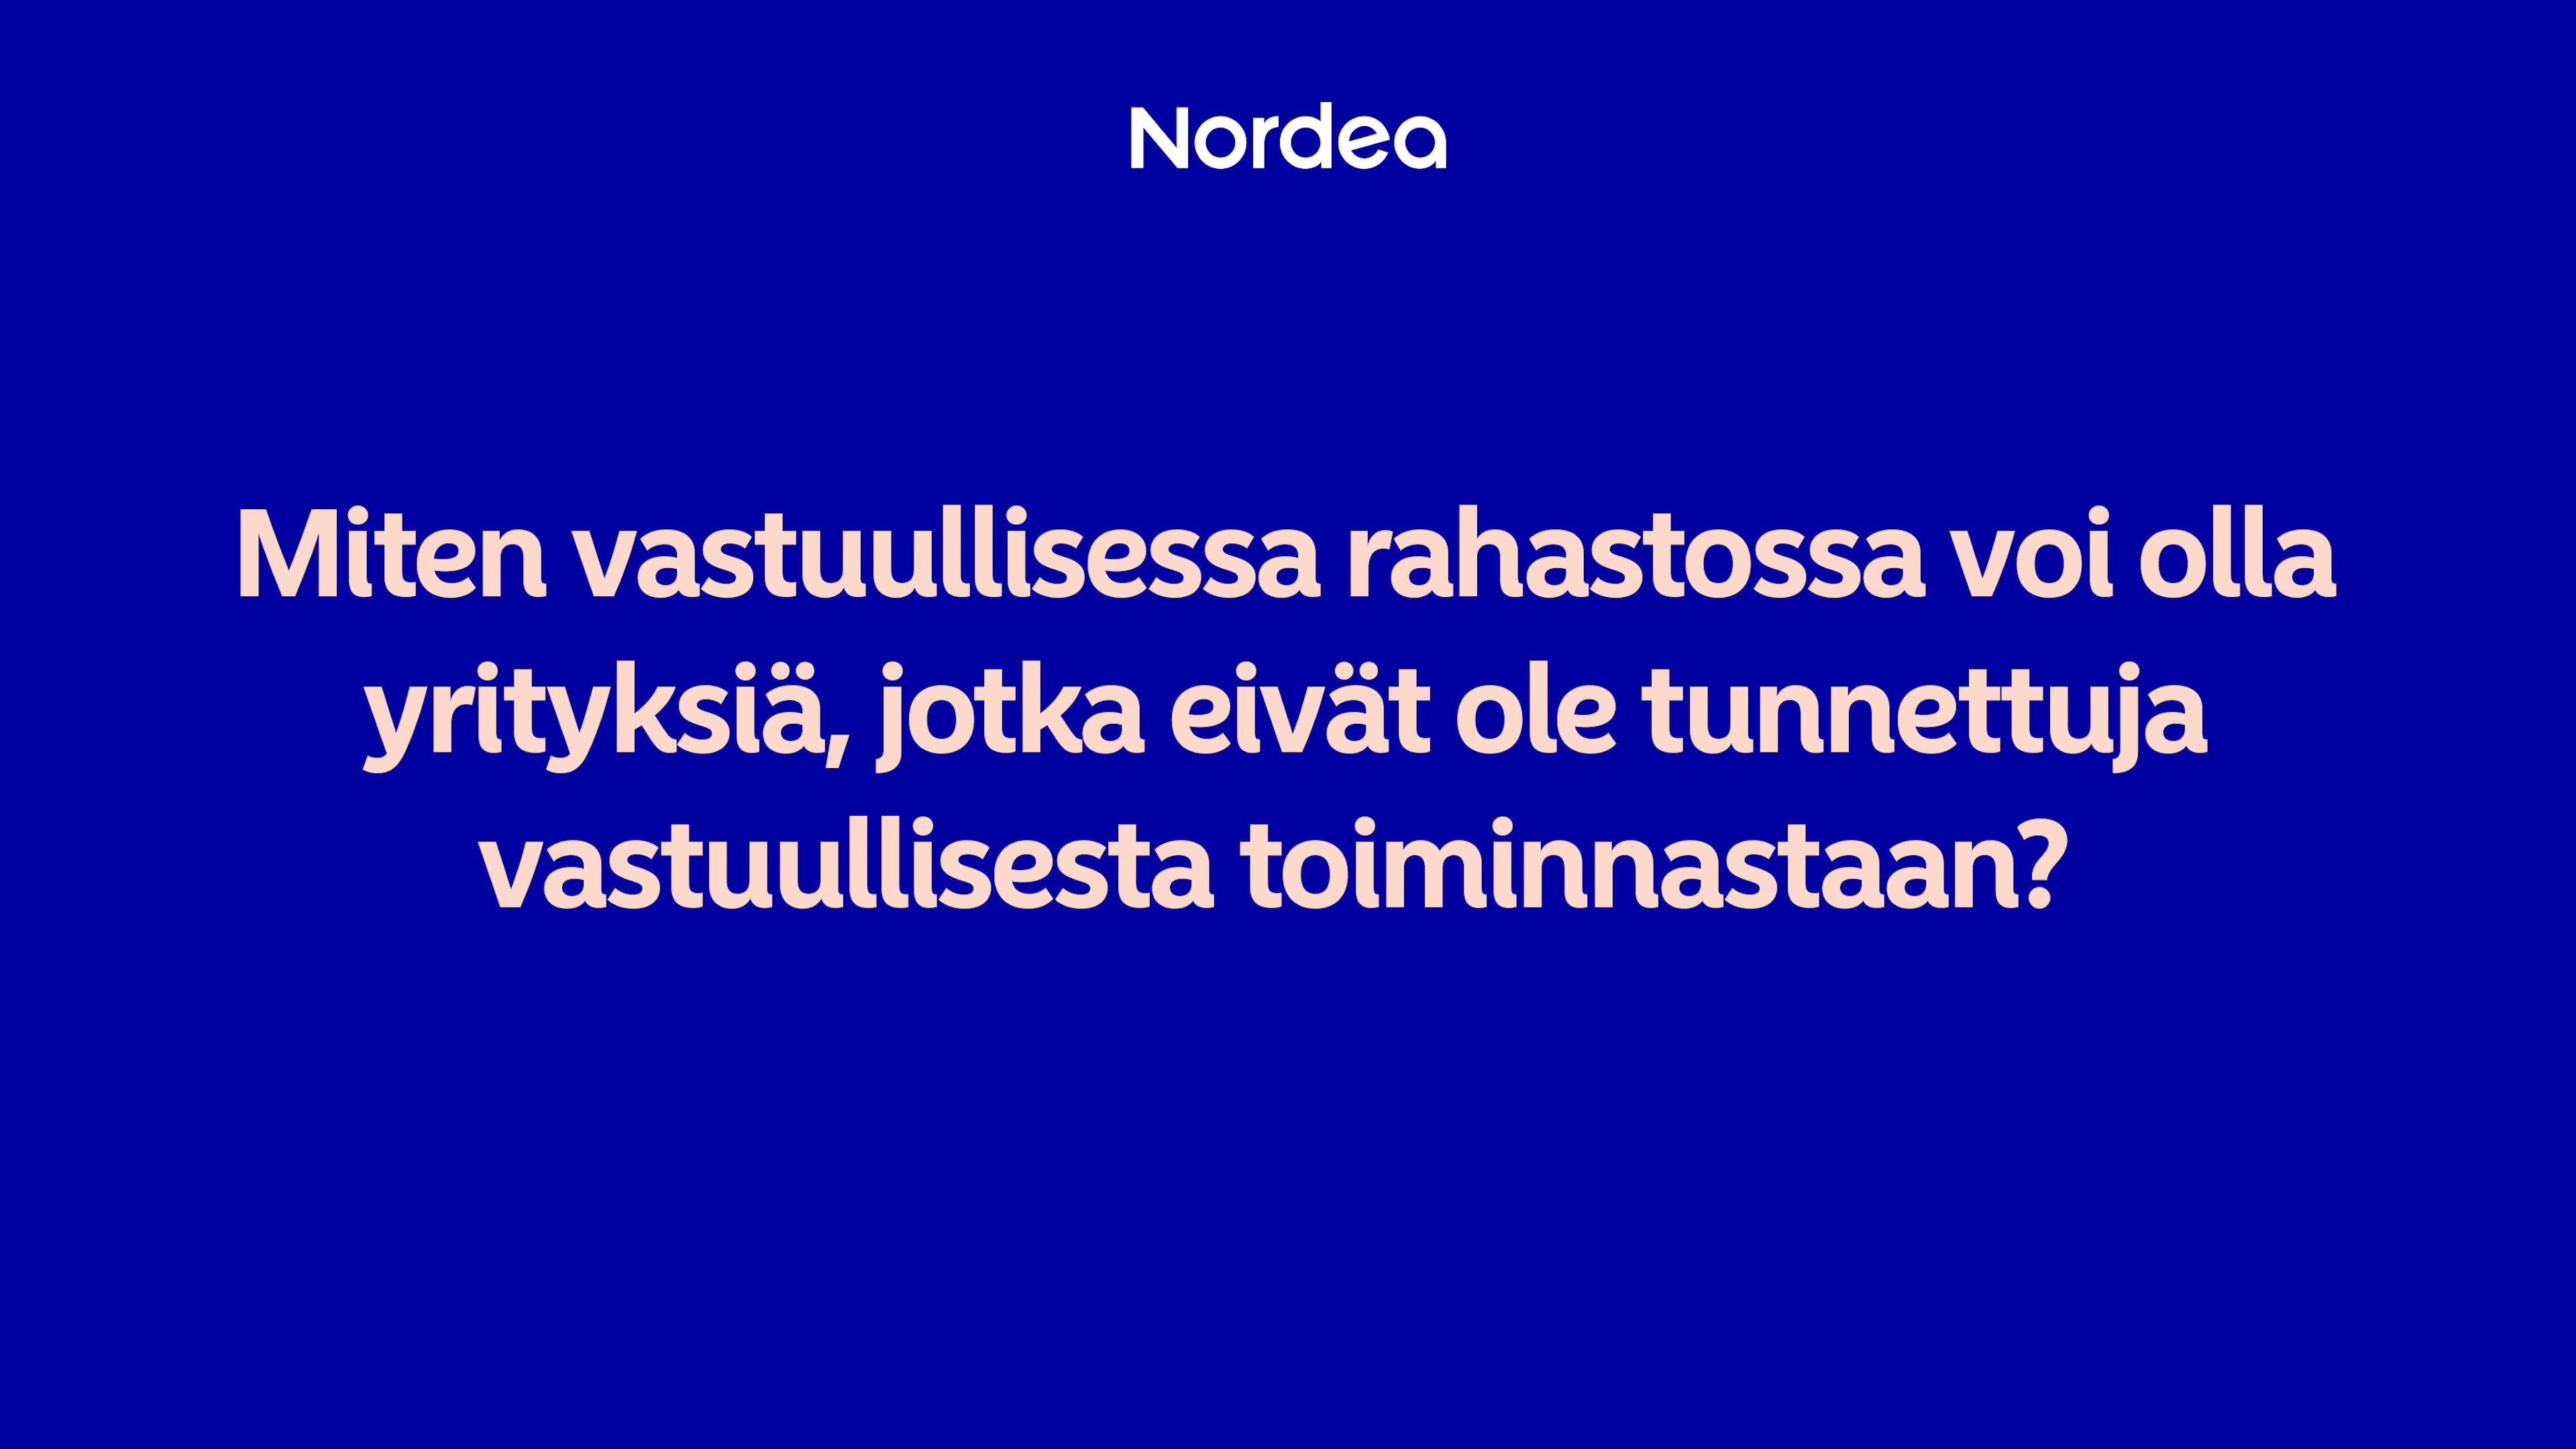 Nordea
Miten vastuullisessa rahastossa voi olla
yrityksiä, jotka eivät ole tunnettuja
vastuullisesta toiminnastaan?